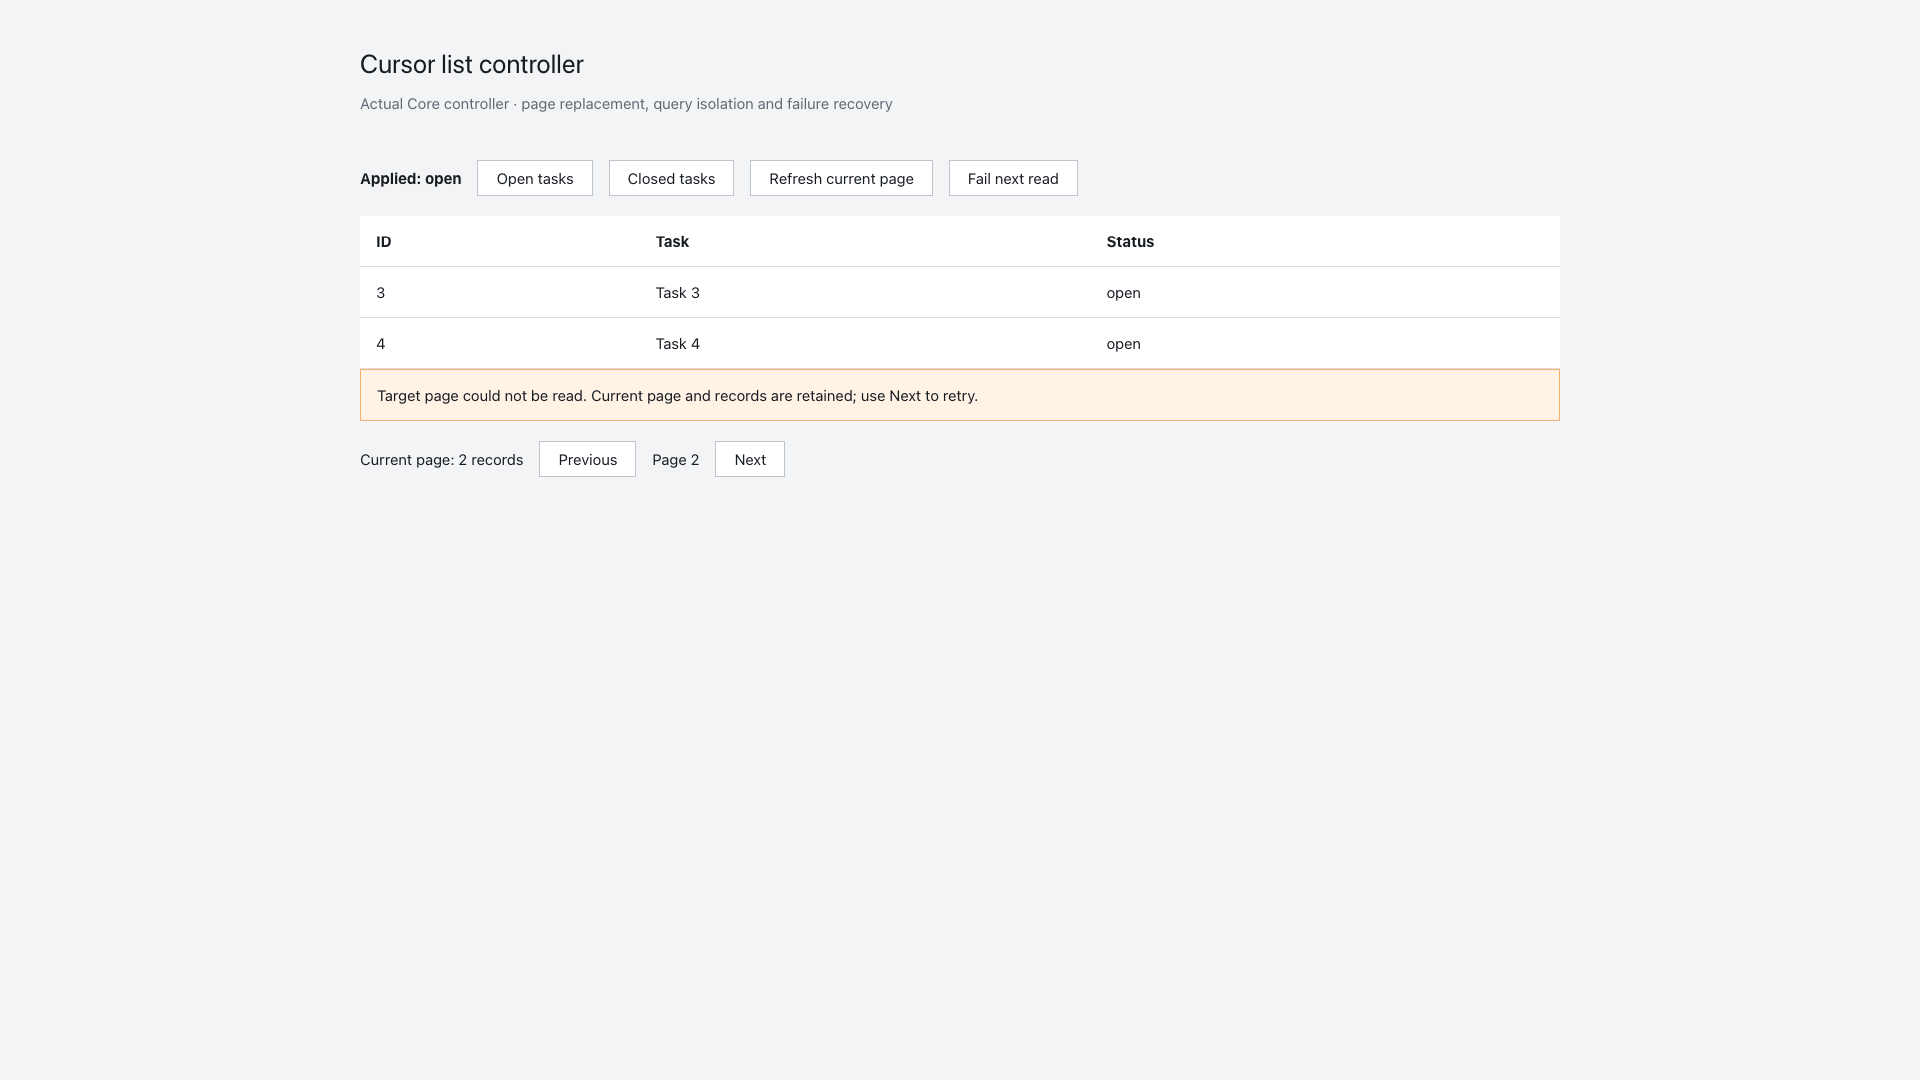 Cursor list controller
Actual Core controller · page replacement, query isolation and failure recovery
Applied: open Open tasks Closed tasks Refresh current page Fail next read
ID Task Status
3 Task 3 open
4 Task 4 open
Target page could not be read. Current page and records are retained; use Next to retry.
Current page: 2 records Previous Page 2 Next